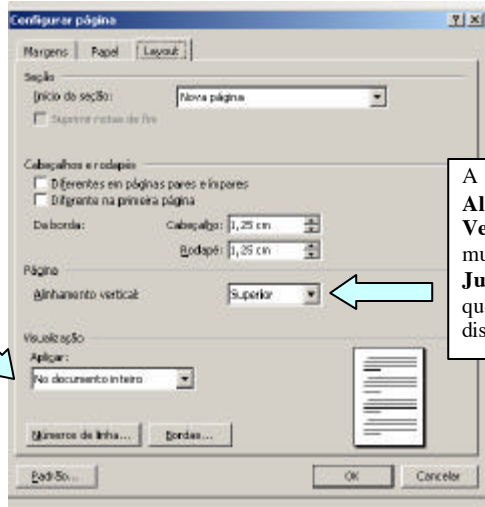 Configurar página
Margens Papel Layout
Seção
Início da seção: Nova página
Suprimir notas de fim
Cabeçalhos e rodapés
Diferentes em páginas pares e ímpares
Diferente na primeira página
Da borda: Cabeçalho: 1,25 cm
Rodapé: 1,25 cm
Página
Alinhamento vertical: Superior
Visualização
Aplicar:
No documento inteiro
Números de linha... Bordas...
Padrão... OK Cancelar
A
Al
Ve
mu
Ju
qu
dis